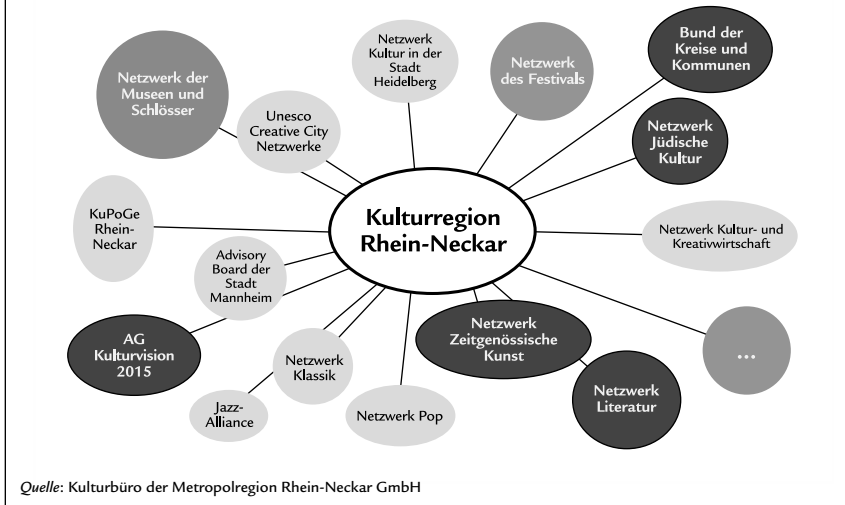 Netzwerk der
Museen und
Schlösser
Unesco
Creative City
Netzwerke
Netzwerk
Kultur in der
Stadt
Heidelberg
Netzwerk
des Festivals
Bund der
Kreise und
Kommunen
Netzwerk
Jüdische
Kultur
KuPoGe
Rhein-
Neckar
Kulturregion
Rhein-Neckar
Netzwerk Kultur- und
Kreativwirtschaft
Advisory
Board der
Stadt
Mannheim
AG
Kulturvision
2015
Netzwerk
Klassik
Netzwerk
Zeitgenössische
Kunst
...
Jazz-
Alliance
Netzwerk Pop
Netzwerk
Literatur
Quelle: Kulturbüro der Metropolregion Rhein-Neckar GmbH